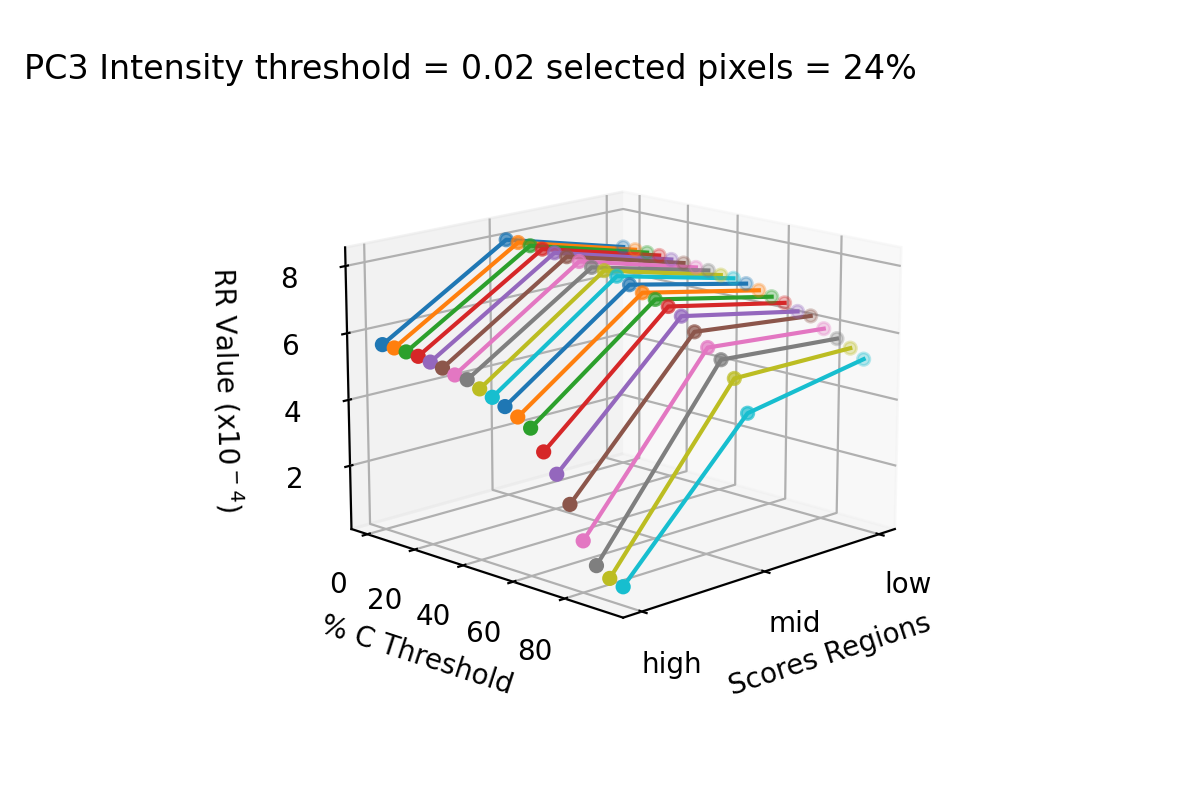 PC3 Intensity threshold = 0.02 selected pixels = 24%
RR Value (x10⁻⁴)
8
6
4
2
0
20
40
60
80
% C Threshold
high
mid
low
Scores Regions